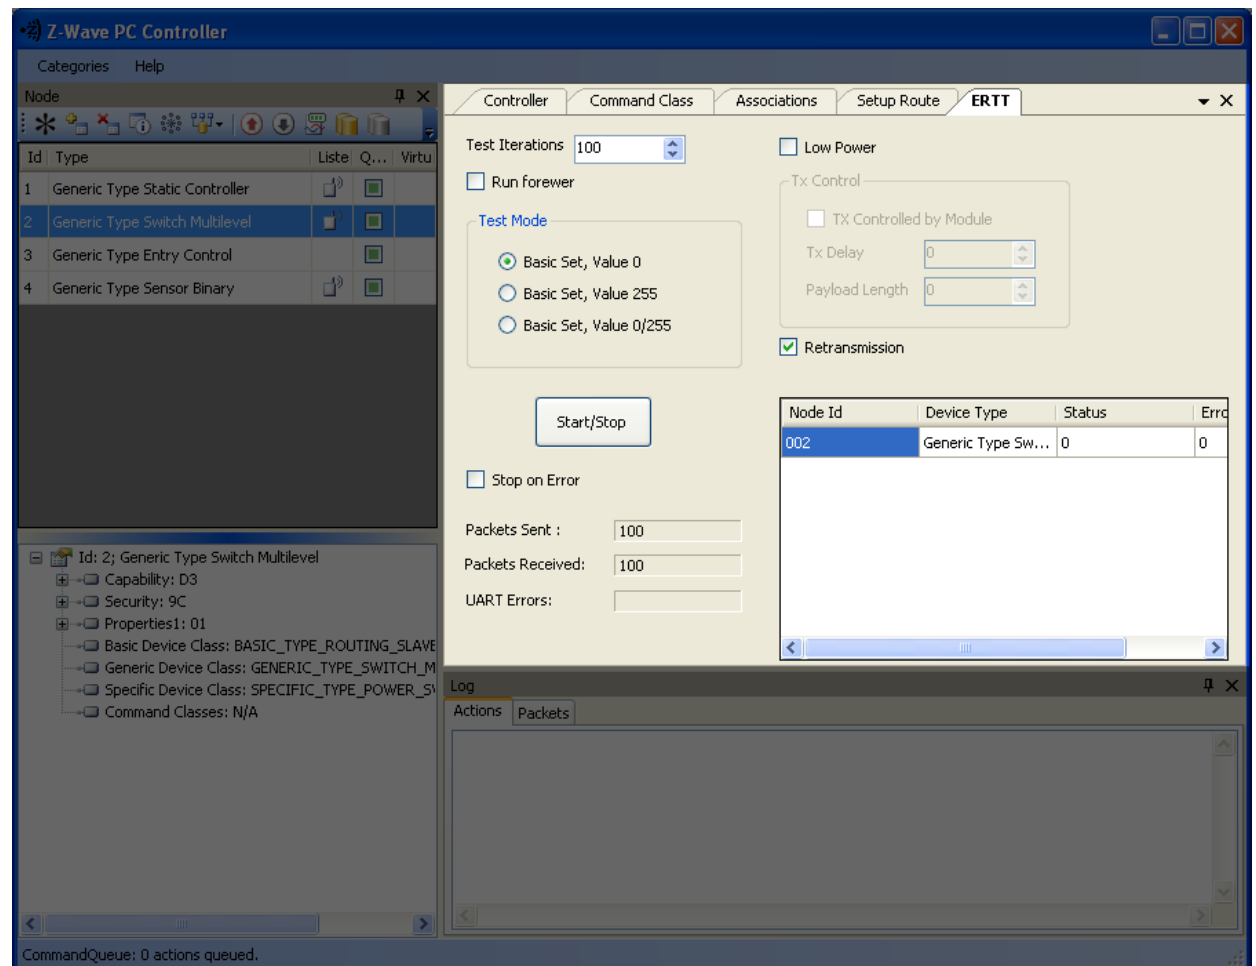 Z-Wave PC Controller
Categories Help
Node
Id Type Liste Q... Virtu
1 Generic Type Static Controller
2 Generic Type Switch Multilevel
3 Generic Type Entry Control
4 Generic Type Sensor Binary
Id: 2; Generic Type Switch Multilevel
Capability: D3
Security: 9C
Properties1: 01
Basic Device Class: BASIC_TYPE_ROUTING_SLAVE
Generic Device Class: GENERIC_TYPE_SWITCH_M
Specific Device Class: SPECIFIC_TYPE_POWER_SW
Command Classes: N/A
Controller Command Class Associations Setup Route ERTT
Test Iterations 100
Run forewer
Test Mode
Basic Set, Value 0
Basic Set, Value 255
Basic Set, Value 0/255
Start/Stop
Stop on Error
Packets Sent : 100
Packets Received: 100
UART Errors:
Low Power
Tx Control
TX Controlled by Module
Tx Delay 0
Payload Length 0
Retransmission
Node Id Device Type Status Erro
002 Generic Type Sw... 0 0
Log
Actions Packets
CommandQueue: 0 actions queued.